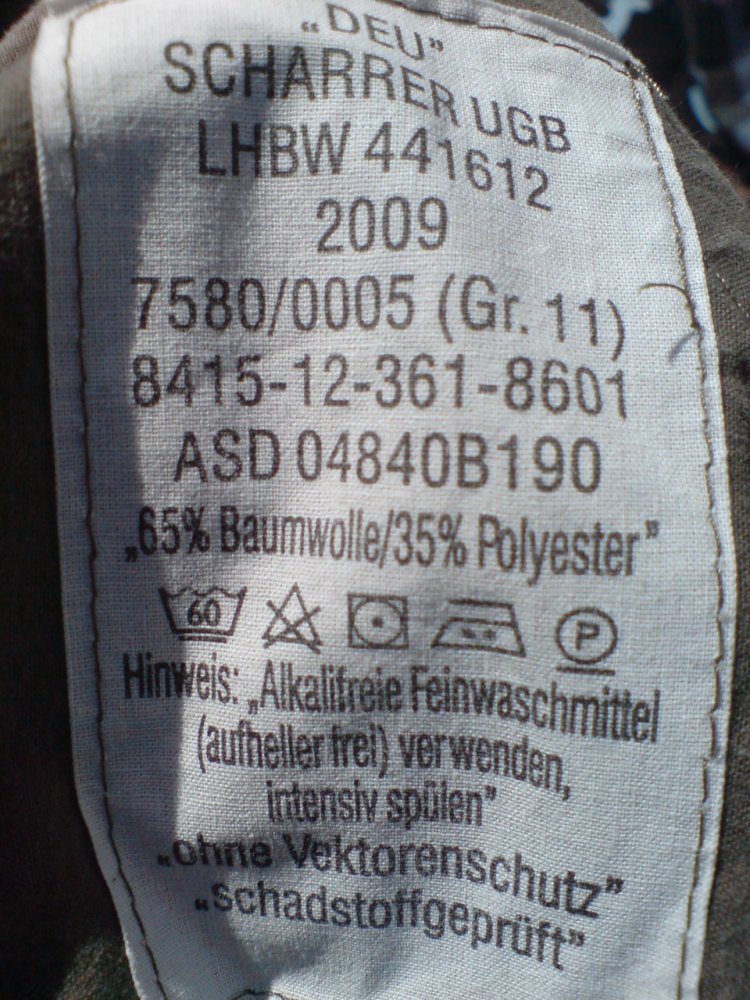 „DEU”
SCHARRER UGB
LHBW 441612
2009
7580/0005 (Gr. 11)
8415-12-361-8601
ASD 04840B190
„65% Baumwolle/35% Polyester”
60 P
Hinweis: „Alkalifreie Feinwaschmittel
(aufheller frei) verwenden,
intensiv spülen”
„ohne Vektorenschutz”
„schadstoffgeprüft”